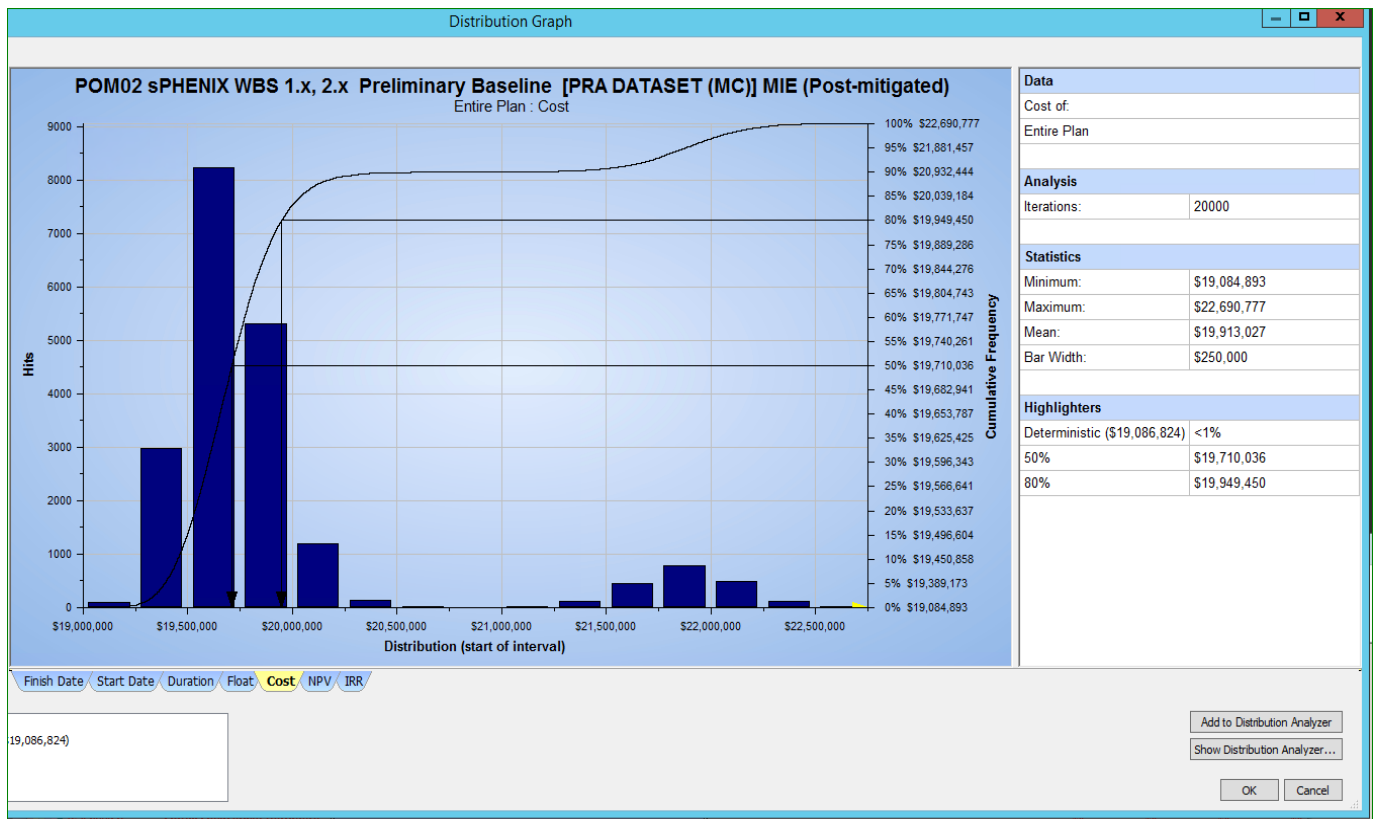 Distribution Graph
POM02 sPHENIX WBS 1.x, 2.x Preliminary Baseline [PRA DATASET (MC)] MIE (Post-mitigated)
Entire Plan : Cost
9000
8000
7000
6000
5000
4000
3000
2000
1000
0
Hits
100% $22,690,777
95% $21,881,457
90% $20,932,444
85% $20,039,184
80% $19,949,450
75% $19,889,286
70% $19,844,276
65% $19,804,743
60% $19,771,747
55% $19,740,261
50% $19,710,036
45% $19,682,941
40% $19,653,787
35% $19,625,425
30% $19,596,343
25% $19,566,641
20% $19,533,637
15% $19,496,604
10% $19,450,858
5% $19,389,173
0% $19,084,893
Cumulative Frequency
$19,000,000 $19,500,000 $20,000,000 $20,500,000 $21,000,000 $21,500,000 $22,000,000 $22,500,000
Distribution (start of interval)
Data
Cost of:
Entire Plan
Analysis
Iterations: 20000
Statistics
Minimum: $19,084,893
Maximum: $22,690,777
Mean: $19,913,027
Bar Width: $250,000
Highlighters
Deterministic ($19,086,824) <1%
50% $19,710,036
80% $19,949,450
Finish Date Start Date Duration Float Cost NPV IRR
19,086,824)
Add to Distribution Analyzer
Show Distribution Analyzer...
OK Cancel